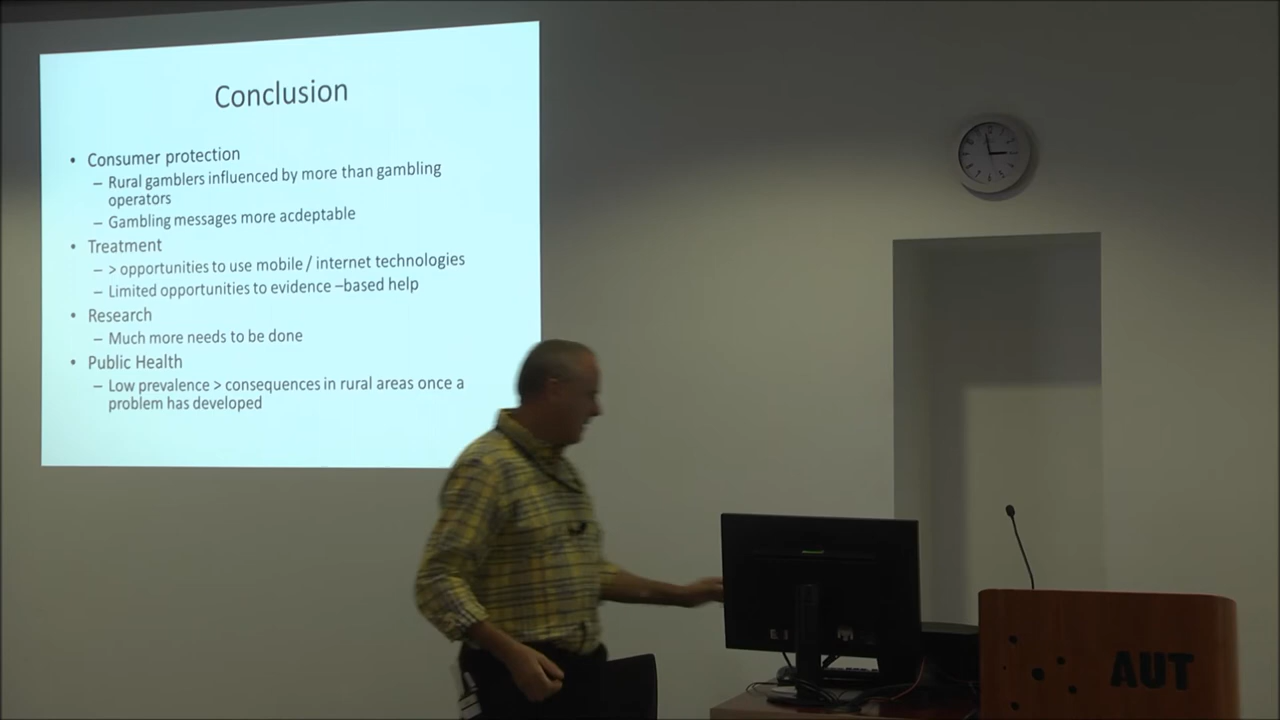 Conclusion
• Consumer protection
– Rural gamblers influenced by more than gambling
operators
– Gambling messages more acdeptable
• Treatment
– > opportunities to use mobile / internet technologies
– Limited opportunities to evidence –based help
• Research
– Much more needs to be done
• Public Health
– Low prevalence > consequences in rural areas once a
problem has developed
AUT